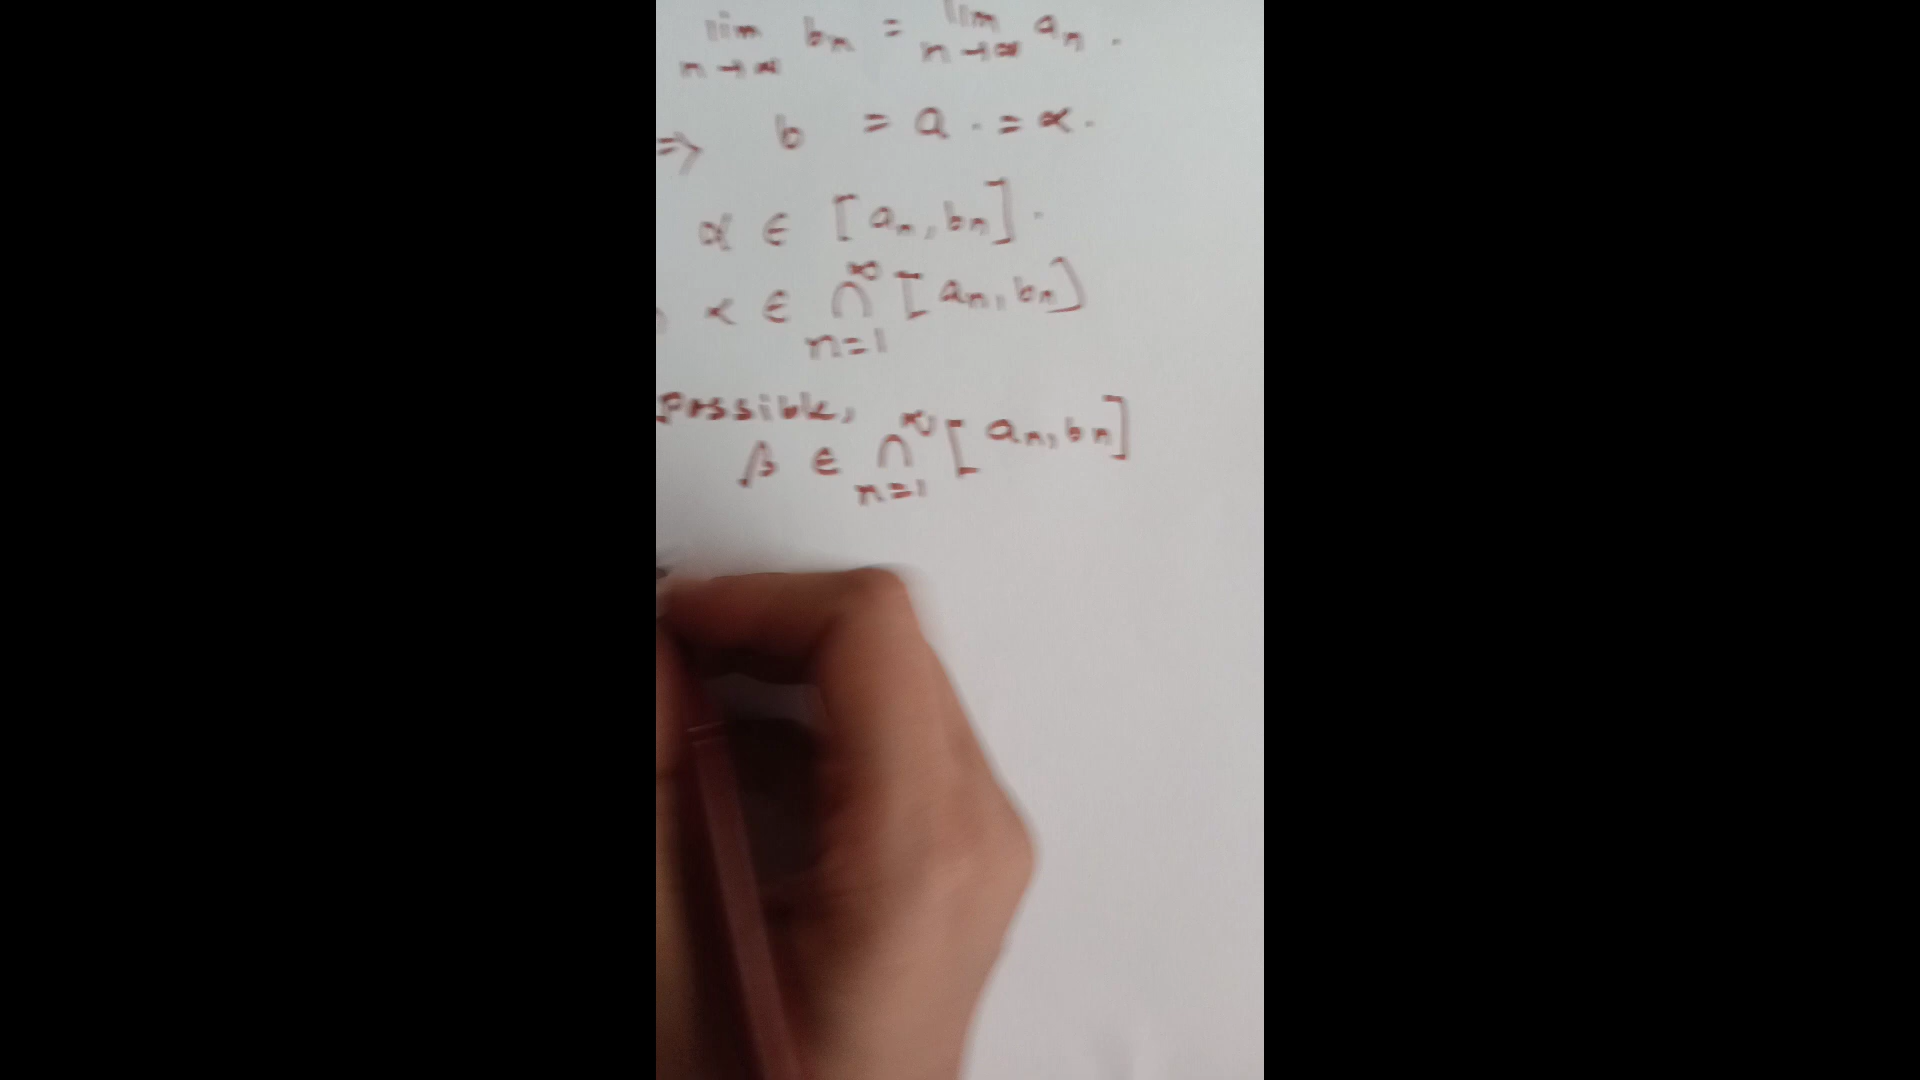 lim bn = lim an .
n→∞ n→∞
⇒ b = a . = α .
α ∈ [an, bn] .
α ∈ ∩ [an, bn]
∞
n=1
possible,
β ∈ ∩ [an, bn]
∞
n=1